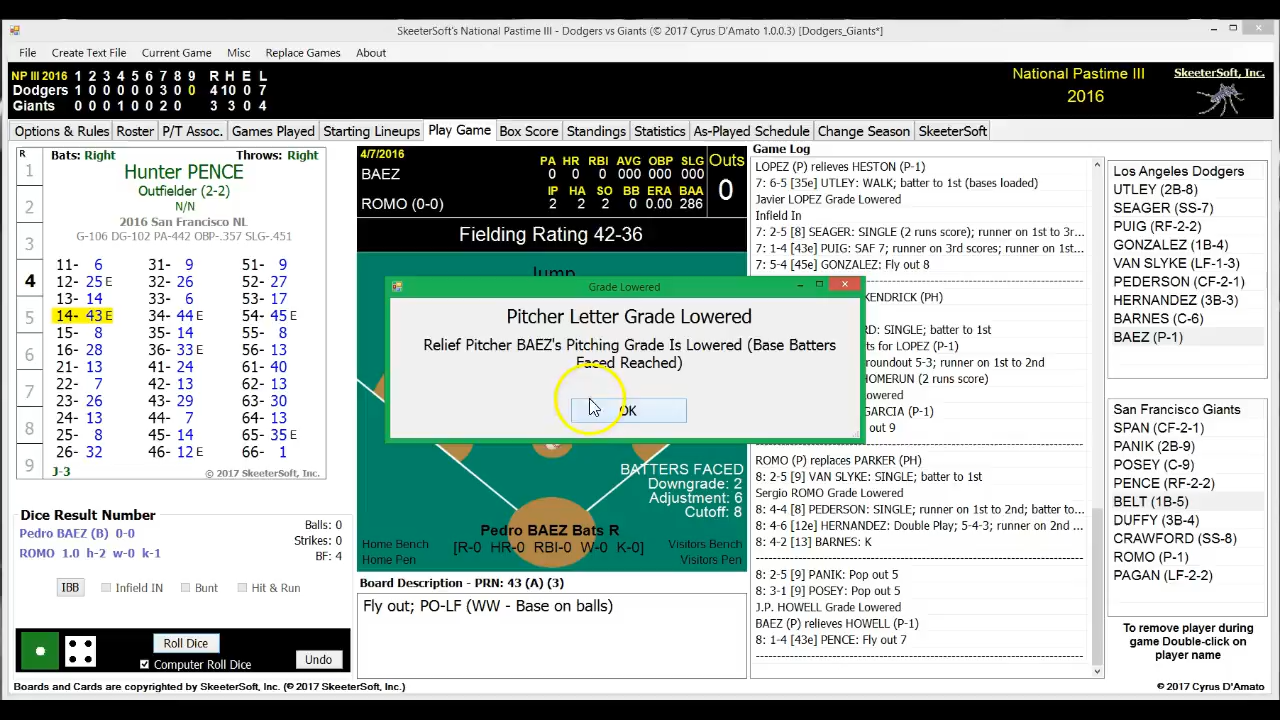 SkeeterSoft's National Pastime III - Dodgers vs Giants (© 2017 Cyrus D'Amato 1.0.0.3) [Dodgers_Giants*]
File Create Text File Current Game Misc Replace Games About
NP III 2016 1 2 3 4 5 6 7 8 9 R H E L
Dodgers 1 0 0 0 0 0 3 0 0 4 10 0 7
Giants 0 0 0 1 0 0 2 0 3 3 0 4
National Pastime III
2016
SkeeterSoft, Inc.
Options & Rules Roster P/T Assoc. Games Played Starting Lineups Play Game Box Score Standings Statistics As-Played Schedule Change Season SkeeterSoft
R
1
2
3
4
5
6
7
8
9
Bats: Right Throws: Right
Hunter PENCE
Outfielder (2-2)
N/N
2016 San Francisco NL
G-106 DG-102 PA-442 OBP-.357 SLG-.451
11- 6 31- 9 51- 9
12- 25 E 32- 26 52- 27
13- 14 33- 6 53- 17
14- 43 E 34- 44 E 54- 45 E
15- 8 35- 14 55- 8
16- 28 36- 33 E 56- 13
21- 13 41- 24 61- 40
22- 7 42- 13 62- 13
23- 26 43- 29 63- 30
24- 13 44- 7 64- 13
25- 8 45- 14 65- 35 E
26- 32 46- 12 E 66- 1
J-3 © 2017 SkeeterSoft, Inc.
Dice Result Number
Pedro BAEZ (B) 0-0
ROMO 1.0 h-2 w-0 k-1
Balls: 0
Strikes: 0
BF: 4
IBB Infield IN Bunt Hit & Run
Roll Dice
Computer Roll Dice
Undo
Boards and Cards are copyrighted by SkeeterSoft, Inc. (© 2017 SkeeterSoft, Inc.)
4/7/2016 PA HR RBI AVG OBP SLG Outs
BAEZ 0 0 0 000 000 000
0
IP HA SO BB ERA BAA
ROMO (0-0) 2 2 2 0 0.00 286
Fielding Rating 42-36
Jump
Grade Lowered
Pitcher Letter Grade Lowered
Relief Pitcher BAEZ's Pitching Grade Is Lowered (Base Batters
Faced Reached)
OK
BATTERS FACED
Downgrade: 2
Adjustment: 6
Cutoff: 8
Pedro BAEZ Bats R
[R-0 HR-0 RBI-0 W-0 K-0]
Home Bench Visitors Bench
Home Pen Visitors Pen
Board Description - PRN: 43 (A) (3)
Fly out; PO-LF (WW - Base on balls)
Game Log
LOPEZ (P) relieves HESTON (P-1)
7: 6-5 [35e] UTLEY: WALK; batter to 1st (bases loaded)
Javier LOPEZ Grade Lowered
Infield In
7: 2-5 [8] SEAGER: SINGLE (2 runs score); runner on 1st to 3r...
7: 1-4 [43e] PUIG: SAF 7; runner on 3rd scores; runner on 1st...
7: 5-4 [45e] GONZALEZ: Fly out 8
ENDRICK (PH)
RD: SINGLE; batter to 1st
ts for LOPEZ (P-1)
roundout 5-3; runner on 1st to 2nd
HOMERUN (2 runs score)
owered
GARCIA (P-1)
out 9
ROMO (P) replaces PARKER (PH)
8: 2-5 [9] VAN SLYKE: SINGLE; batter to 1st
Sergio ROMO Grade Lowered
8: 4-4 [8] PEDERSON: SINGLE; runner on 1st to 2nd; batter to...
8: 4-6 [12e] HERNANDEZ: Double Play; 5-4-3; runner on 2nd...
8: 4-2 [13] BARNES: K
8: 2-5 [9] PANIK: Pop out 5
8: 3-1 [9] POSEY: Pop out 5
J.P. HOWELL Grade Lowered
BAEZ (P) relieves HOWELL (P-1)
8: 1-4 [43e] PENCE: Fly out 7
Los Angeles Dodgers
UTLEY (2B-8)
SEAGER (SS-7)
PUIG (RF-2-2)
GONZALEZ (1B-4)
VAN SLYKE (LF-1-3)
PEDERSON (CF-2-1)
HERNANDEZ (3B-3)
BARNES (C-6)
BAEZ (P-1)
San Francisco Giants
SPAN (CF-2-1)
PANIK (2B-9)
POSEY (C-9)
PENCE (RF-2-2)
BELT (1B-5)
DUFFY (3B-4)
CRAWFORD (SS-8)
ROMO (P-1)
PAGAN (LF-2-2)
To remove player during
game Double-click on
player name
© 2017 Cyrus D'Amato